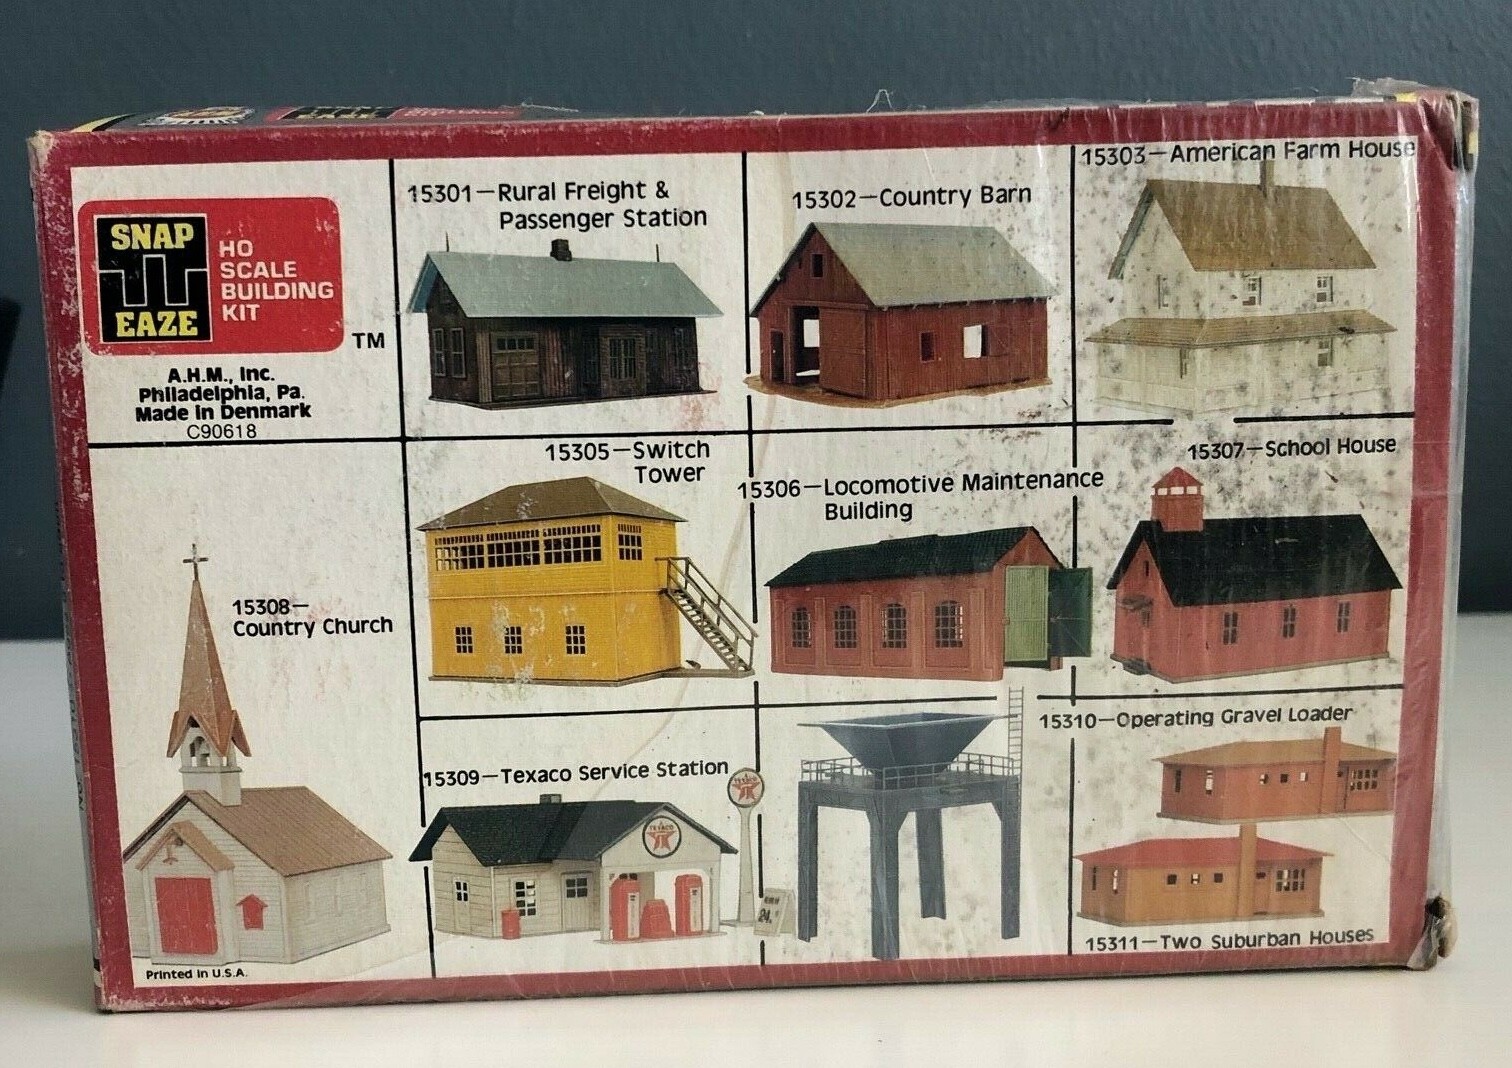 SNAP
EAZE
HO
SCALE
BUILDING
KIT
TM
A.H.M., Inc.
Philadelphia, Pa.
Made in Denmark
C90618
15301—Rural Freight &
Passenger Station
15302—Country Barn
15303—American Farm House
15305—Switch
Tower
15306—Locomotive Maintenance
Building
15307—School House
15308—
Country Church
15309—Texaco Service Station
TEXACO
TEXACO
24.
15310—Operating Gravel Loader
15311—Two Suburban Houses
Printed in U.S.A.
EAZE